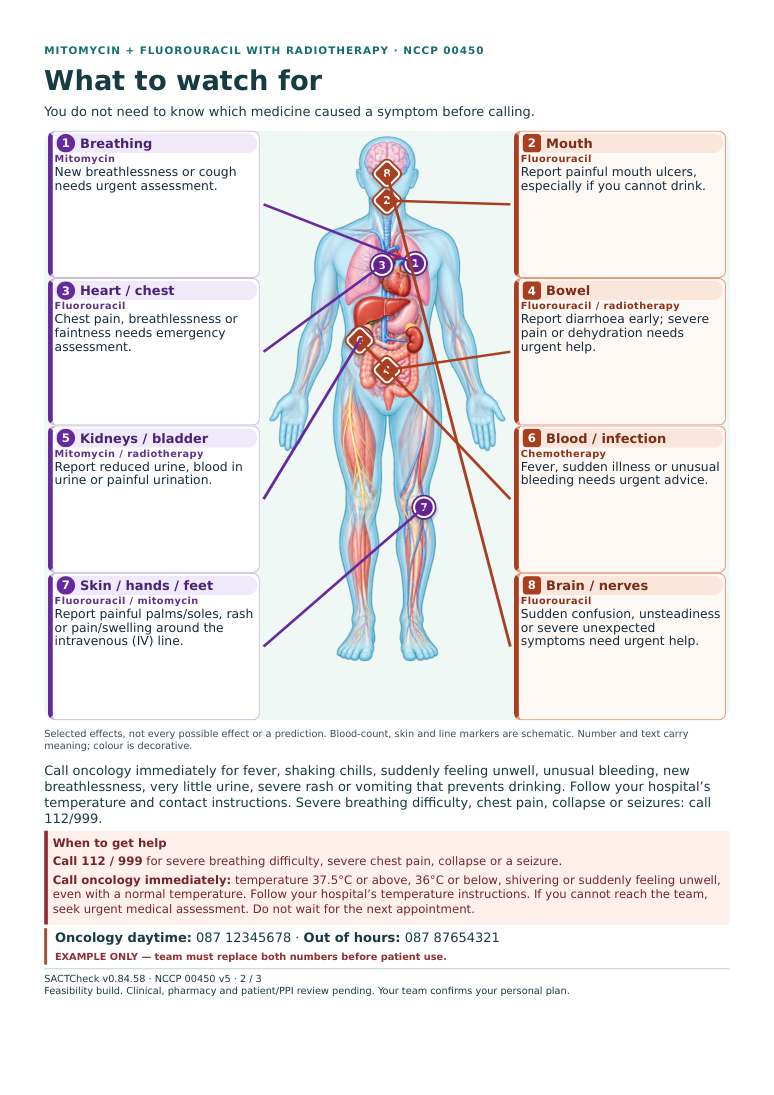 MITOMYCIN + FLUOROURACIL WITH RADIOTHERAPY · NCCP 00450
What to watch for
You do not need to know which medicine caused a symptom before calling.
1 Breathing
Mitomycin
New breathlessness or cough
needs urgent assessment.
2 Mouth
Fluorouracil
Report painful mouth ulcers,
especially if you cannot drink.
3 Heart / chest
Fluorouracil
Chest pain, breathlessness or
faintness needs emergency
assessment.
4 Bowel
Fluorouracil / radiotherapy
Report diarrhoea early; severe
pain or dehydration needs
urgent help.
5 Kidneys / bladder
Mitomycin / radiotherapy
Report reduced urine, blood in
urine or painful urination.
6 Blood / infection
Chemotherapy
Fever, sudden illness or unusual
bleeding needs urgent advice.
7 Skin / hands / feet
Fluorouracil / mitomycin
Report painful palms/soles, rash
or pain/swelling around the
intravenous (IV) line.
8 Brain / nerves
Fluorouracil
Sudden confusion, unsteadiness
or severe unexpected
symptoms need urgent help.
8
2
3 1
7
Selected effects, not every possible effect or a prediction. Blood-count, skin and line markers are schematic. Number and text carry
meaning; colour is decorative.
Call oncology immediately for fever, shaking chills, suddenly feeling unwell, unusual bleeding, new
breathlessness, very little urine, severe rash or vomiting that prevents drinking. Follow your hospital’s
temperature and contact instructions. Severe breathing difficulty, chest pain, collapse or seizures: call
112/999.
When to get help
Call 112 / 999 for severe breathing difficulty, severe chest pain, collapse or a seizure.
Call oncology immediately: temperature 37.5°C or above, 36°C or below, shivering or suddenly feeling unwell,
even with a normal temperature. Follow your hospital’s temperature instructions. If you cannot reach the team,
seek urgent medical assessment. Do not wait for the next appointment.
Oncology daytime: 087 12345678 · Out of hours: 087 87654321
EXAMPLE ONLY — team must replace both numbers before patient use.
SACTCheck v0.84.58 · NCCP 00450 v5 · 2 / 3
Feasibility build. Clinical, pharmacy and patient/PPI review pending. Your team confirms your personal plan.